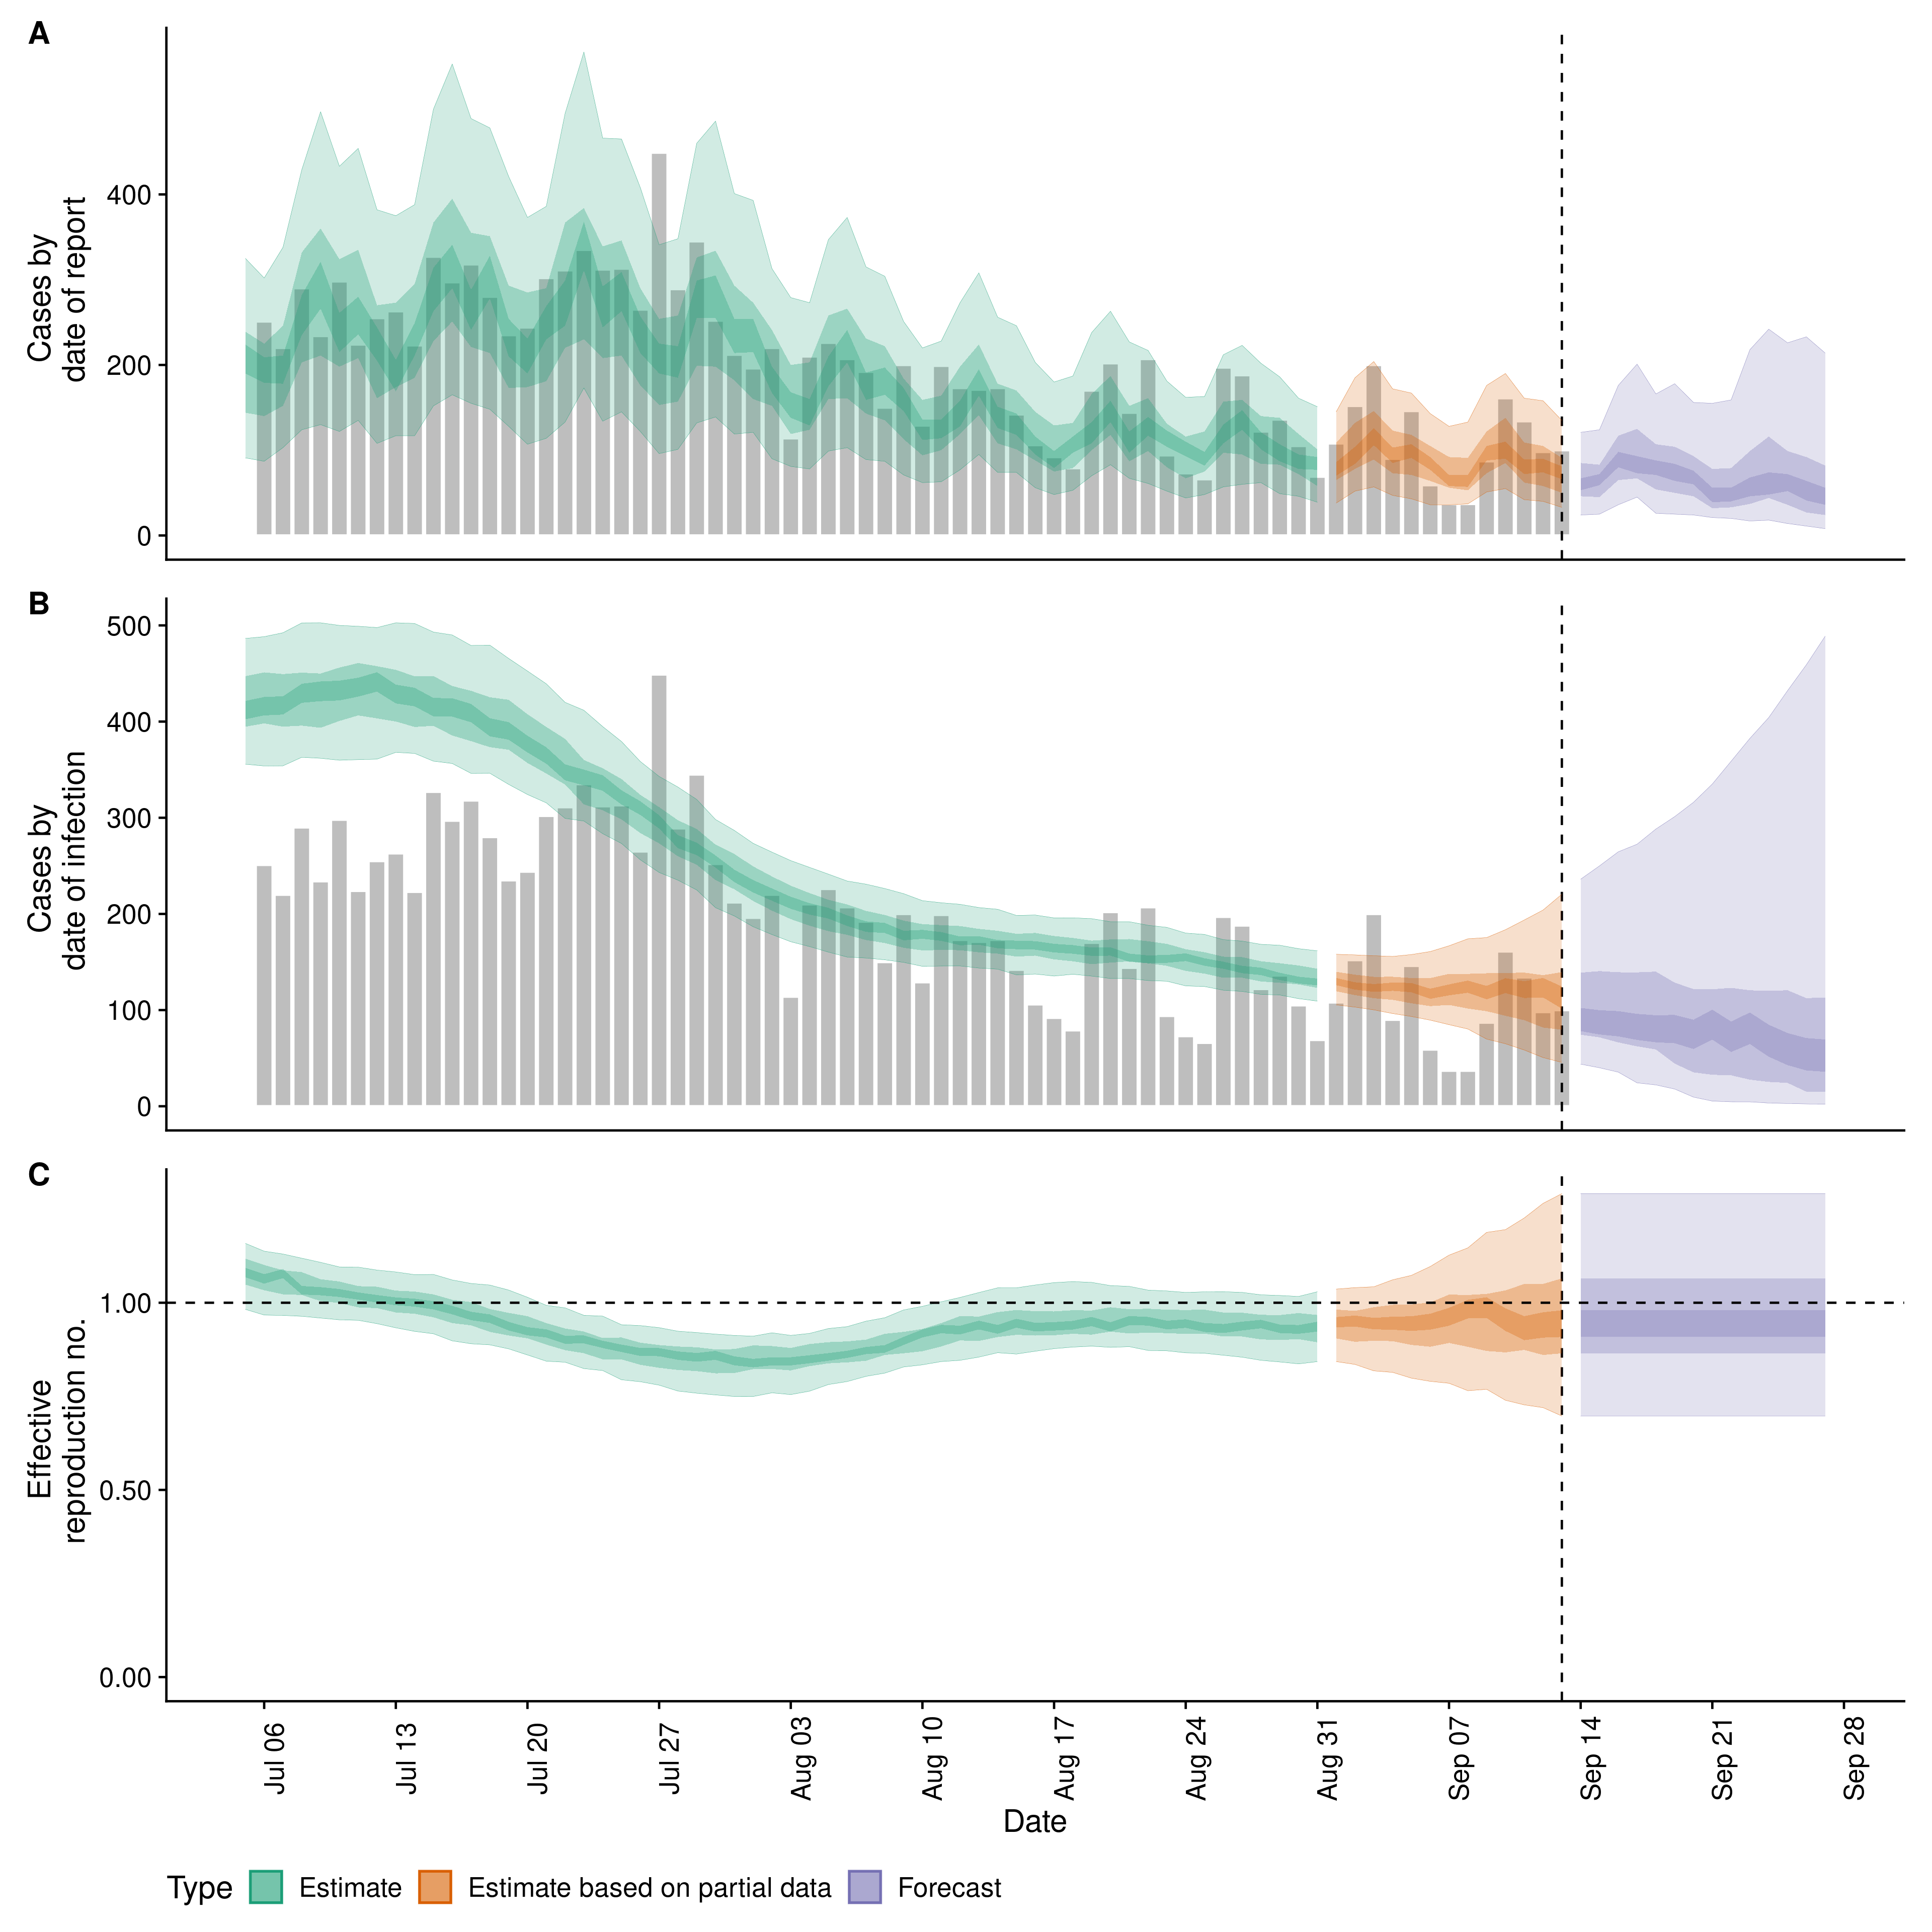 A
Cases by
date of report
400
200
0
B
Cases by
date of infection
500
400
300
200
100
0
C
Effective
reproduction no.
1.00
0.50
0.00
Jul 06
Jul 13
Jul 20
Jul 27
Aug 03
Aug 10
Aug 17
Aug 24
Aug 31
Sep 07
Sep 14
Sep 21
Sep 28
Date
Type Estimate Estimate based on partial data Forecast